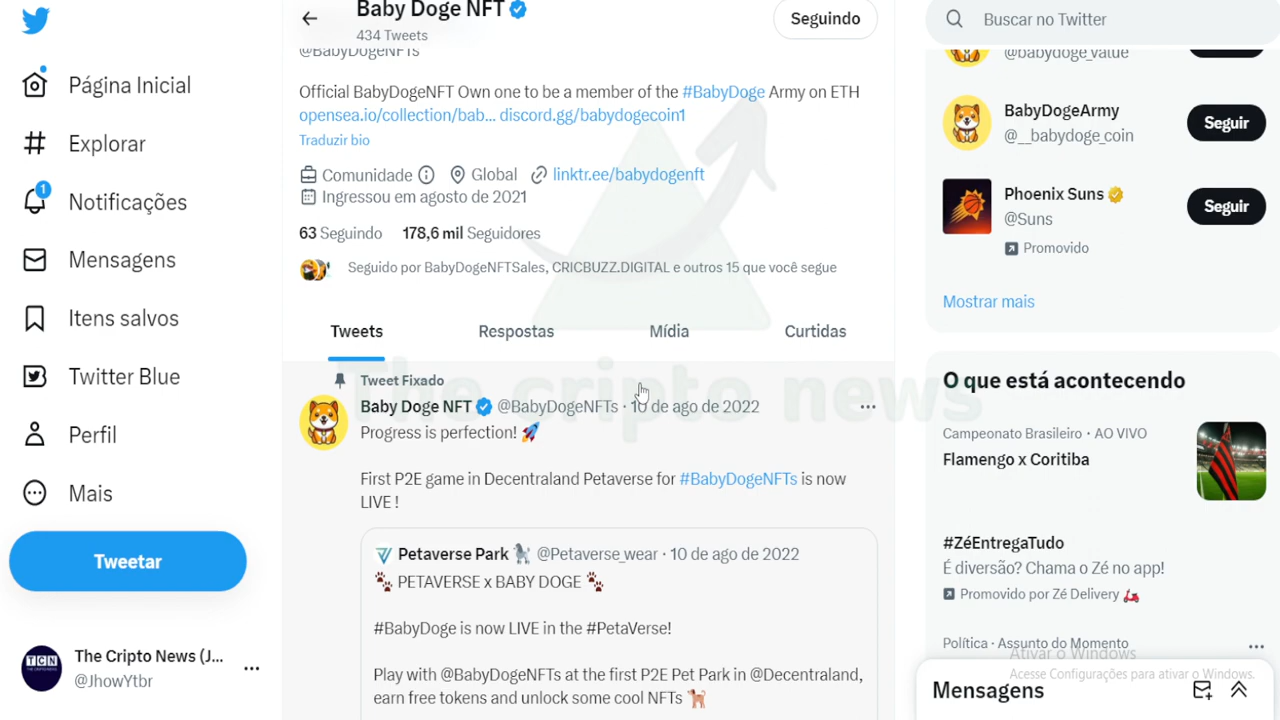 Página Inicial
Explorar
1
Notificações
Mensagens
Itens salvos
Twitter Blue
Perfil
Mais
Tweetar
TCN
The Cripto News (J...
@JhowYtbr
Baby Doge NFT
434 Tweets
Seguindo
@BabyDogeNFTs
Official BabyDogeNFT Own one to be a member of the #BabyDoge Army on ETH
opensea.io/collection/bab... discord.gg/babydogecoin1
Traduzir bio
Comunidade Global linktr.ee/babydogenft
Ingressou em agosto de 2021
63 Seguindo 178,6 mil Seguidores
Seguido por BabyDogeNFTSales, CRICBUZZ.DIGITAL e outros 15 que você segue
Tweets Respostas Mídia Curtidas
The cripto news
Tweet Fixado
Baby Doge NFT @BabyDogeNFTs · 10 de ago de 2022
Progress is perfection! 🚀
First P2E game in Decentraland Petaverse for #BabyDogeNFTs is now
LIVE !
Petaverse Park 🐩 @Petaverse_wear · 10 de ago de 2022
🐾 PETAVERSE x BABY DOGE 🐾
#BabyDoge is now LIVE in the #PetaVerse!
Play with @BabyDogeNFTs at the first P2E Pet Park in @Decentraland,
earn free tokens and unlock some cool NFTs 🐕
Buscar no Twitter
@babydoge_value
BabyDogeArmy
@__babydoge_coin
Seguir
Phoenix Suns
@Suns
Promovido
Seguir
Mostrar mais
O que está acontecendo
Campeonato Brasileiro · AO VIVO
Flamengo x Coritiba
#ZéEntregaTudo
É diversão? Chama o Zé no app!
Promovido por Zé Delivery 🛵
Política · Assunto do Momento
Ativar o Windows
Acesse Configurações para ativar o Windows.
Mensagens